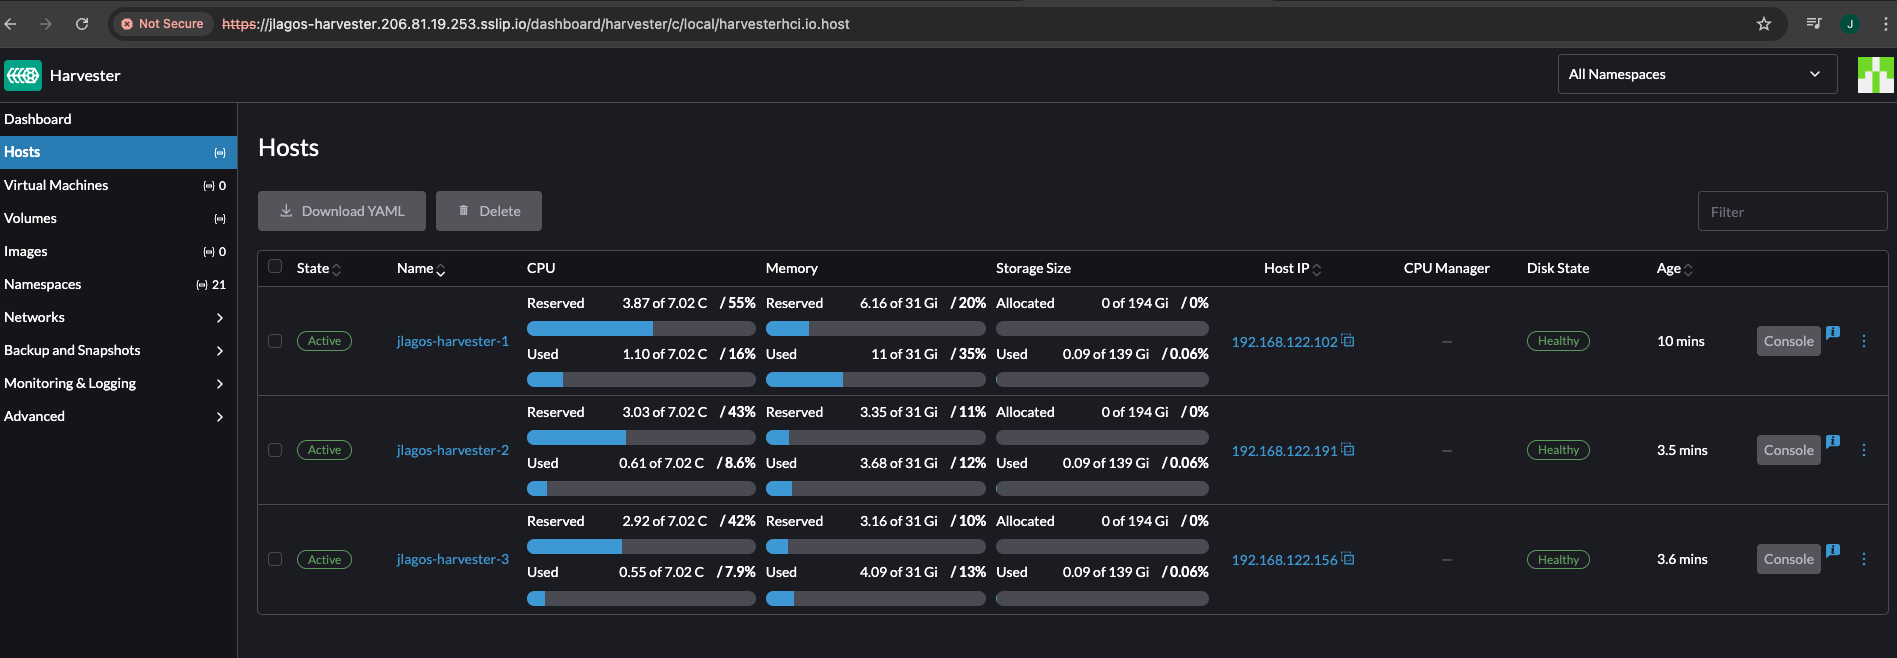 Not Secure https://jlagos-harvester.206.81.19.253.sslip.io/dashboard/harvester/c/local/harvesterhci.io.host J
Harvester All Namespaces
Dashboard
Hosts
Virtual Machines 0
Volumes
Images 0
Namespaces 21
Networks
Backup and Snapshots
Monitoring & Logging
Advanced
Hosts
Download YAML Delete Filter
State Name CPU Memory Storage Size Host IP CPU Manager Disk State Age
Reserved 3.87 of 7.02 C / 55% Reserved 6.16 of 31 Gi / 20% Allocated 0 of 194 Gi / 0%
Active jlagos-harvester-1 192.168.122.102 — Healthy 10 mins Console
Used 1.10 of 7.02 C / 16% Used 11 of 31 Gi / 35% Used 0.09 of 139 Gi / 0.06%
Reserved 3.03 of 7.02 C / 43% Reserved 3.35 of 31 Gi / 11% Allocated 0 of 194 Gi / 0%
Active jlagos-harvester-2 192.168.122.191 — Healthy 3.5 mins Console
Used 0.61 of 7.02 C / 8.6% Used 3.68 of 31 Gi / 12% Used 0.09 of 139 Gi / 0.06%
Reserved 2.92 of 7.02 C / 42% Reserved 3.16 of 31 Gi / 10% Allocated 0 of 194 Gi / 0%
Active jlagos-harvester-3 192.168.122.156 — Healthy 3.6 mins Console
Used 0.55 of 7.02 C / 7.9% Used 4.09 of 31 Gi / 13% Used 0.09 of 139 Gi / 0.06%